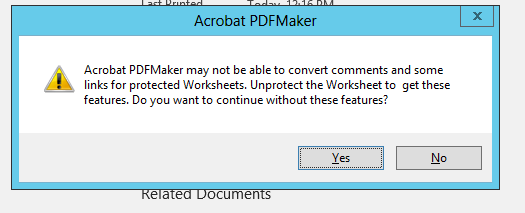 Last Printed Today, 12:16 PM
Acrobat PDFMaker
x
Acrobat PDFMaker may not be able to convert comments and some
links for protected Worksheets. Unprotect the Worksheet to  get these
features. Do you want to continue without these features?
Yes No
Related Documents